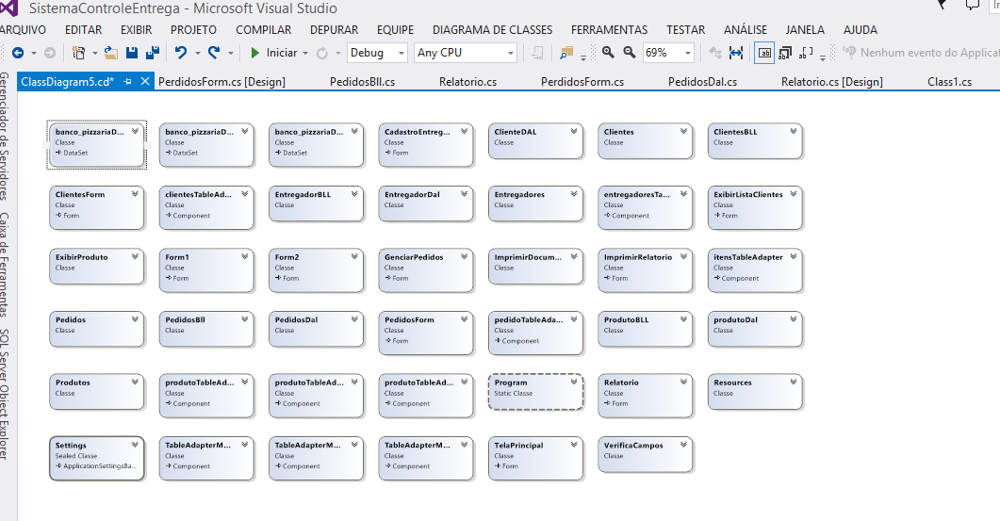 SistemaControleEntrega - Microsoft Visual Studio
ARQUIVO EDITAR EXIBIR PROJETO COMPILAR DEPURAR EQUIPE DIAGRAMA DE CLASSES FERRAMENTAS TESTAR ANÁLISE JANELA AJUDA
Iniciar Debug Any CPU 69% Nenhum evento do Applicat
ClassDiagram5.cd* PerdidosForm.cs [Design] PedidosBll.cs Relatorio.cs PerdidosForm.cs PedidosDal.cs Relatorio.cs [Design] Class1.cs
Gerenciador de Servidores
Caixa de Ferramentas
SQL Server Object Explorer
banco_pizzariaD... banco_pizzariaD... banco_pizzariaD... CadastroEntreg... ClienteDAL Clientes ClientesBLL
Classe Classe Classe Classe Classe Classe Classe
DataSet DataSet DataSet Form
ClientesForm clientesTableAd... EntregadorBLL EntregadorDal Entregadores entregadoresTa... ExibirListaClientes
Classe Classe Classe Classe Classe Classe Classe
Form Component Component Form
ExibirProduto Form1 Form2 GenciarPedidos ImprimirDocum... ImprimirRelatorio itensTableAdapter
Classe Classe Classe Classe Classe Classe Classe
Form Form Form Form Component
Pedidos PedidosBll PedidosDal PedidosForm pedidoTableAda... ProdutoBLL produtoDal
Classe Classe Classe Classe Classe Classe Classe
Form Component
Produtos produtoTableAd... produtoTableAd... produtoTableAd... Program Relatorio Resources
Classe Classe Classe Classe Static Classe Classe Classe
Component Component Component Form
Settings TableAdapterM... TableAdapterM... TableAdapterM... TelaPrincipal VerificaCampos
Sealed Classe Classe Classe Classe Classe Classe
ApplicationSettingsBa... Component Component Component Form